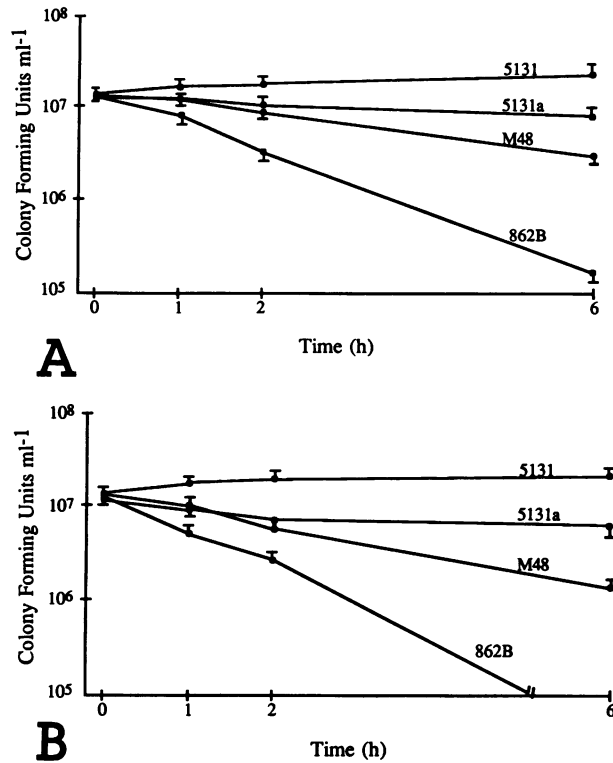 10⁸
10⁷
10⁶
10⁵
Colony Forming Units ml⁻¹
5131
5131a
M48
862B
0 1 2 6
Time (h)
A
10⁸
10⁷
10⁶
10⁵
Colony Forming Units ml⁻¹
5131
5131a
M48
862B
0 1 2 6
Time (h)
B